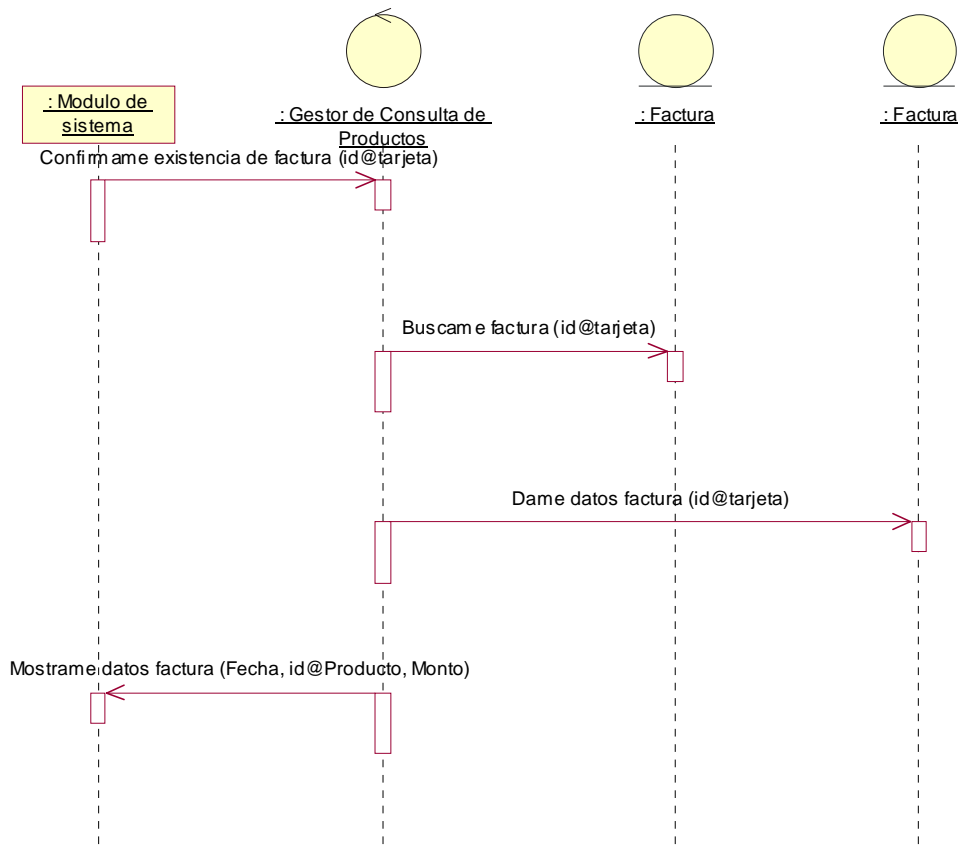 : Modulo de
sistema
: Gestor de Consulta de
Productos
: Factura
: Factura
Confirmame existencia de factura (id@tarjeta)
Buscame factura (id@tarjeta)
Dame datos factura (id@tarjeta)
Mostrame datos factura (Fecha, id@Producto, Monto)